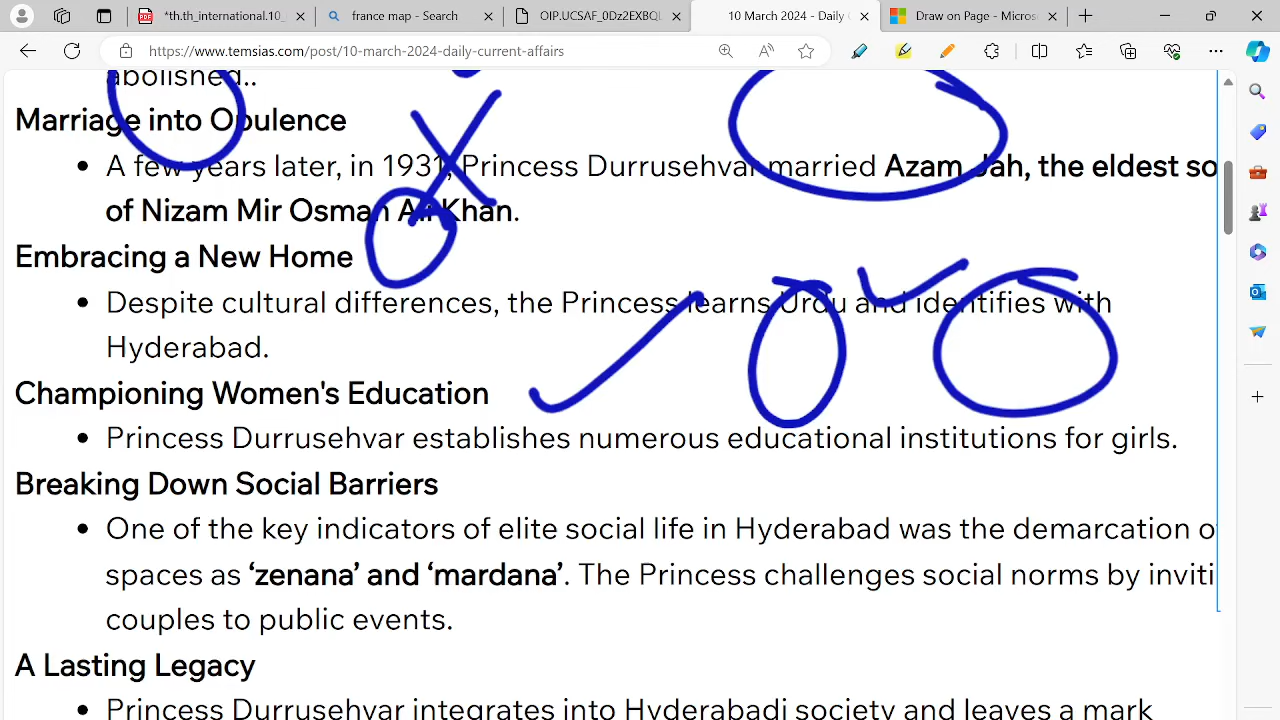 *th.th_international.10_
france map - Search
OIP.UCSAF_0Dz2EXBQL
10 March 2024 - Daily C
Draw on Page - Micros
https://www.temsias.com/post/10-march-2024-daily-current-affairs
abolished..
Marriage into Opulence
• A few years later, in 1931, Princess Durrusehvar married Azam Jah, the eldest so
of Nizam Mir Osman Ali Khan.
Embracing a New Home
• Despite cultural differences, the Princess learns Urdu and identifies with
Hyderabad.
Championing Women's Education
• Princess Durrusehvar establishes numerous educational institutions for girls.
Breaking Down Social Barriers
• One of the key indicators of elite social life in Hyderabad was the demarcation o
spaces as ‘zenana’ and ‘mardana’. The Princess challenges social norms by inviti
couples to public events.
A Lasting Legacy
• Princess Durrusehvar integrates into Hyderabadi society and leaves a mark